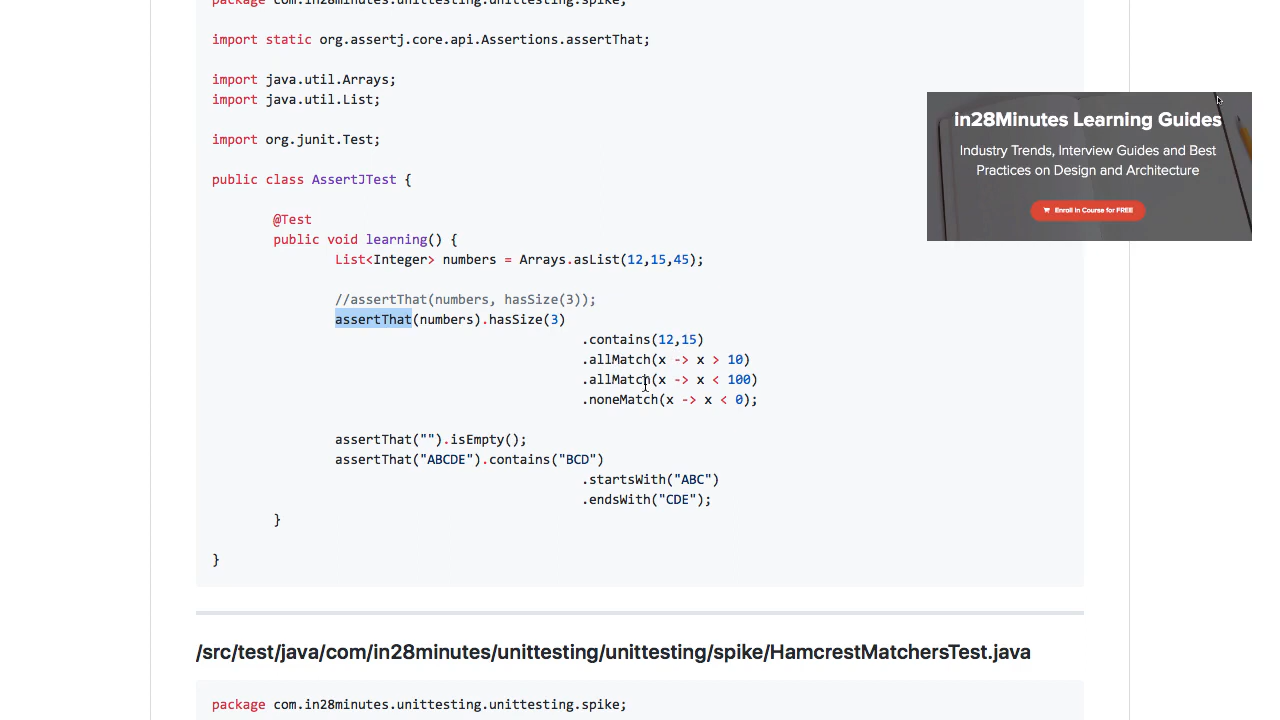 package com.in28minutes.unittesting.unittesting.spike;
import static org.assertj.core.api.Assertions.assertThat;
import java.util.Arrays;
import java.util.List;
import org.junit.Test;
public class AssertJTest {
@Test
public void learning() {
List<Integer> numbers = Arrays.asList(12,15,45);
//assertThat(numbers, hasSize(3));
assertThat(numbers).hasSize(3)
.contains(12,15)
.allMatch(x -> x > 10)
.allMatch(x -> x < 100)
.noneMatch(x -> x < 0);
assertThat("").isEmpty();
assertThat("ABCDE").contains("BCD")
.startsWith("ABC")
.endsWith("CDE");
}
}
/src/test/java/com/in28minutes/unittesting/unittesting/spike/HamcrestMatchersTest.java
package com.in28minutes.unittesting.unittesting.spike;
in28Minutes Learning Guides
Industry Trends, Interview Guides and Best
Practices on Design and Architecture
Enroll in Course for FREE